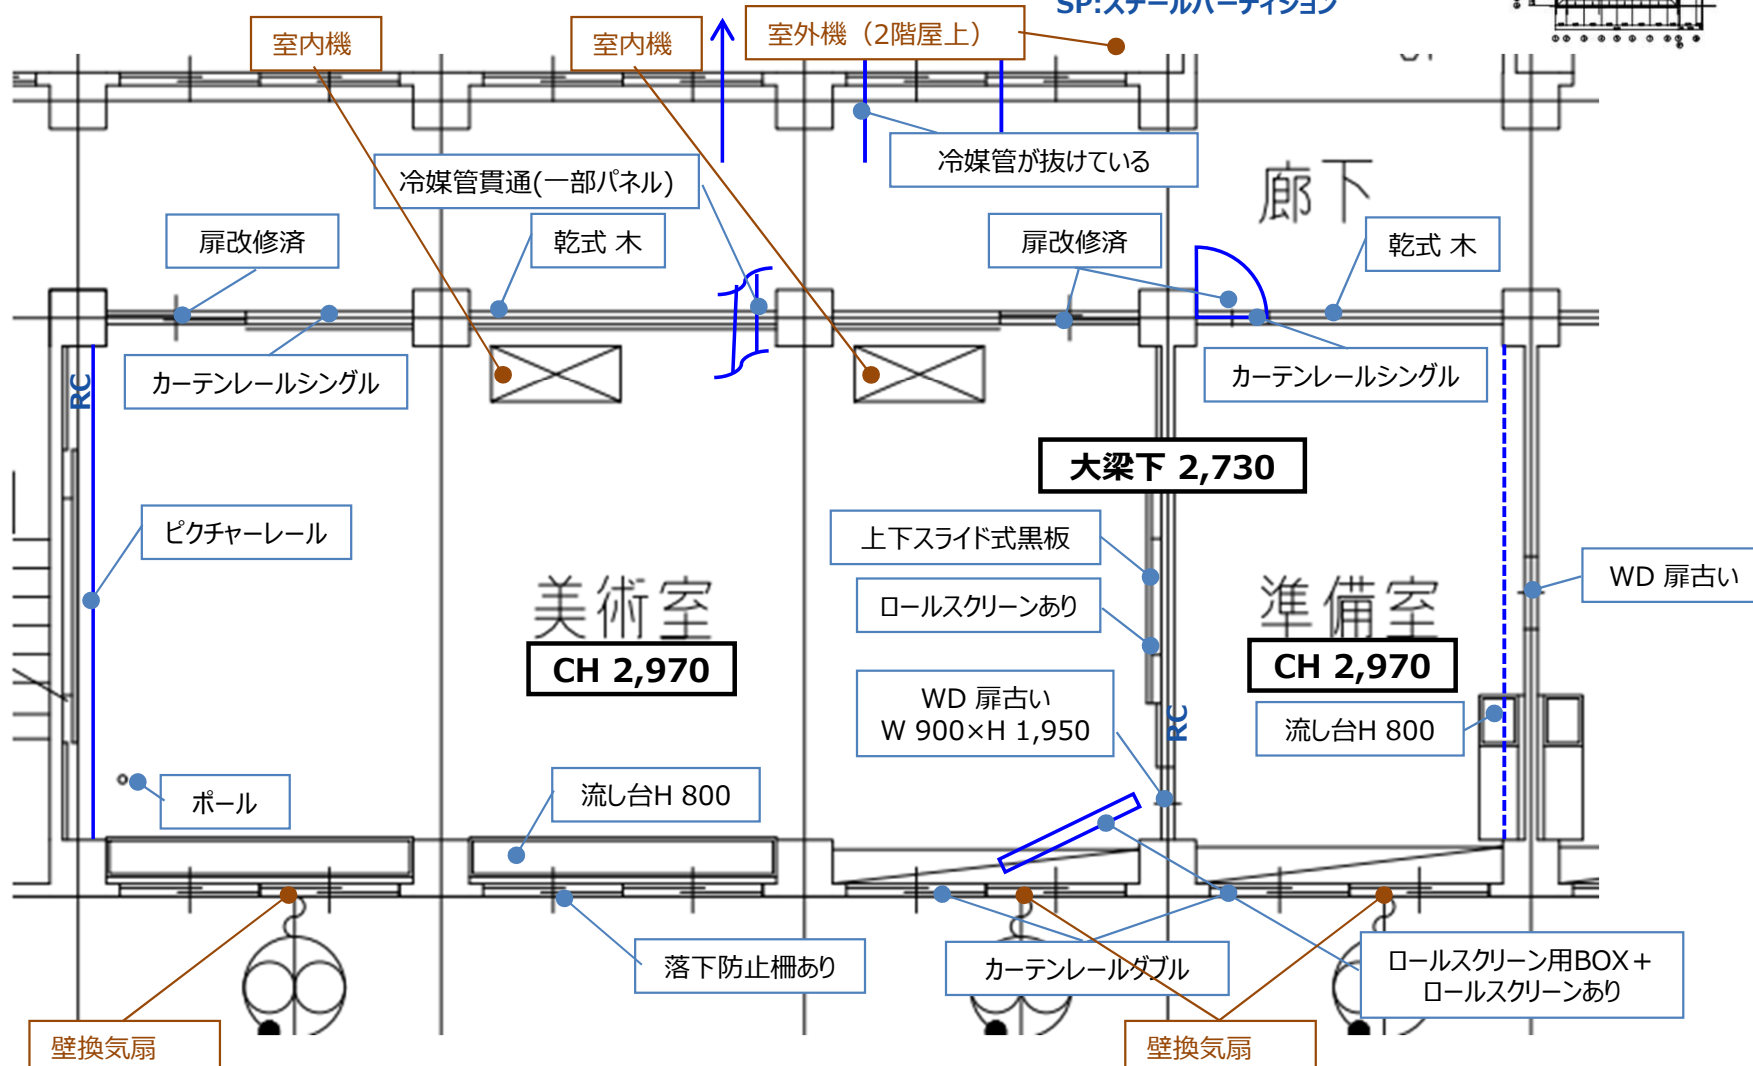 SP:スチールパーティション
室内機
室内機
室外機（2階屋上）
冷媒管が抜けている
冷媒管貫通(一部パネル)
廊下
扉改修済
乾式 木
扉改修済
乾式 木
カーテンレールシングル
カーテンレールシングル
RC
大梁下 2,730
ピクチャーレール
上下スライド式黒板
WD 扉古い
ロールスクリーンあり
美術室
準備室
CH 2,970
CH 2,970
WD 扉古い
W 900×H 1,950
RC
流し台H 800
ポール
流し台H 800
落下防止柵あり
カーテンレールダブル
ロールスクリーン用BOX＋
ロールスクリーンあり
壁換気扇
壁換気扇